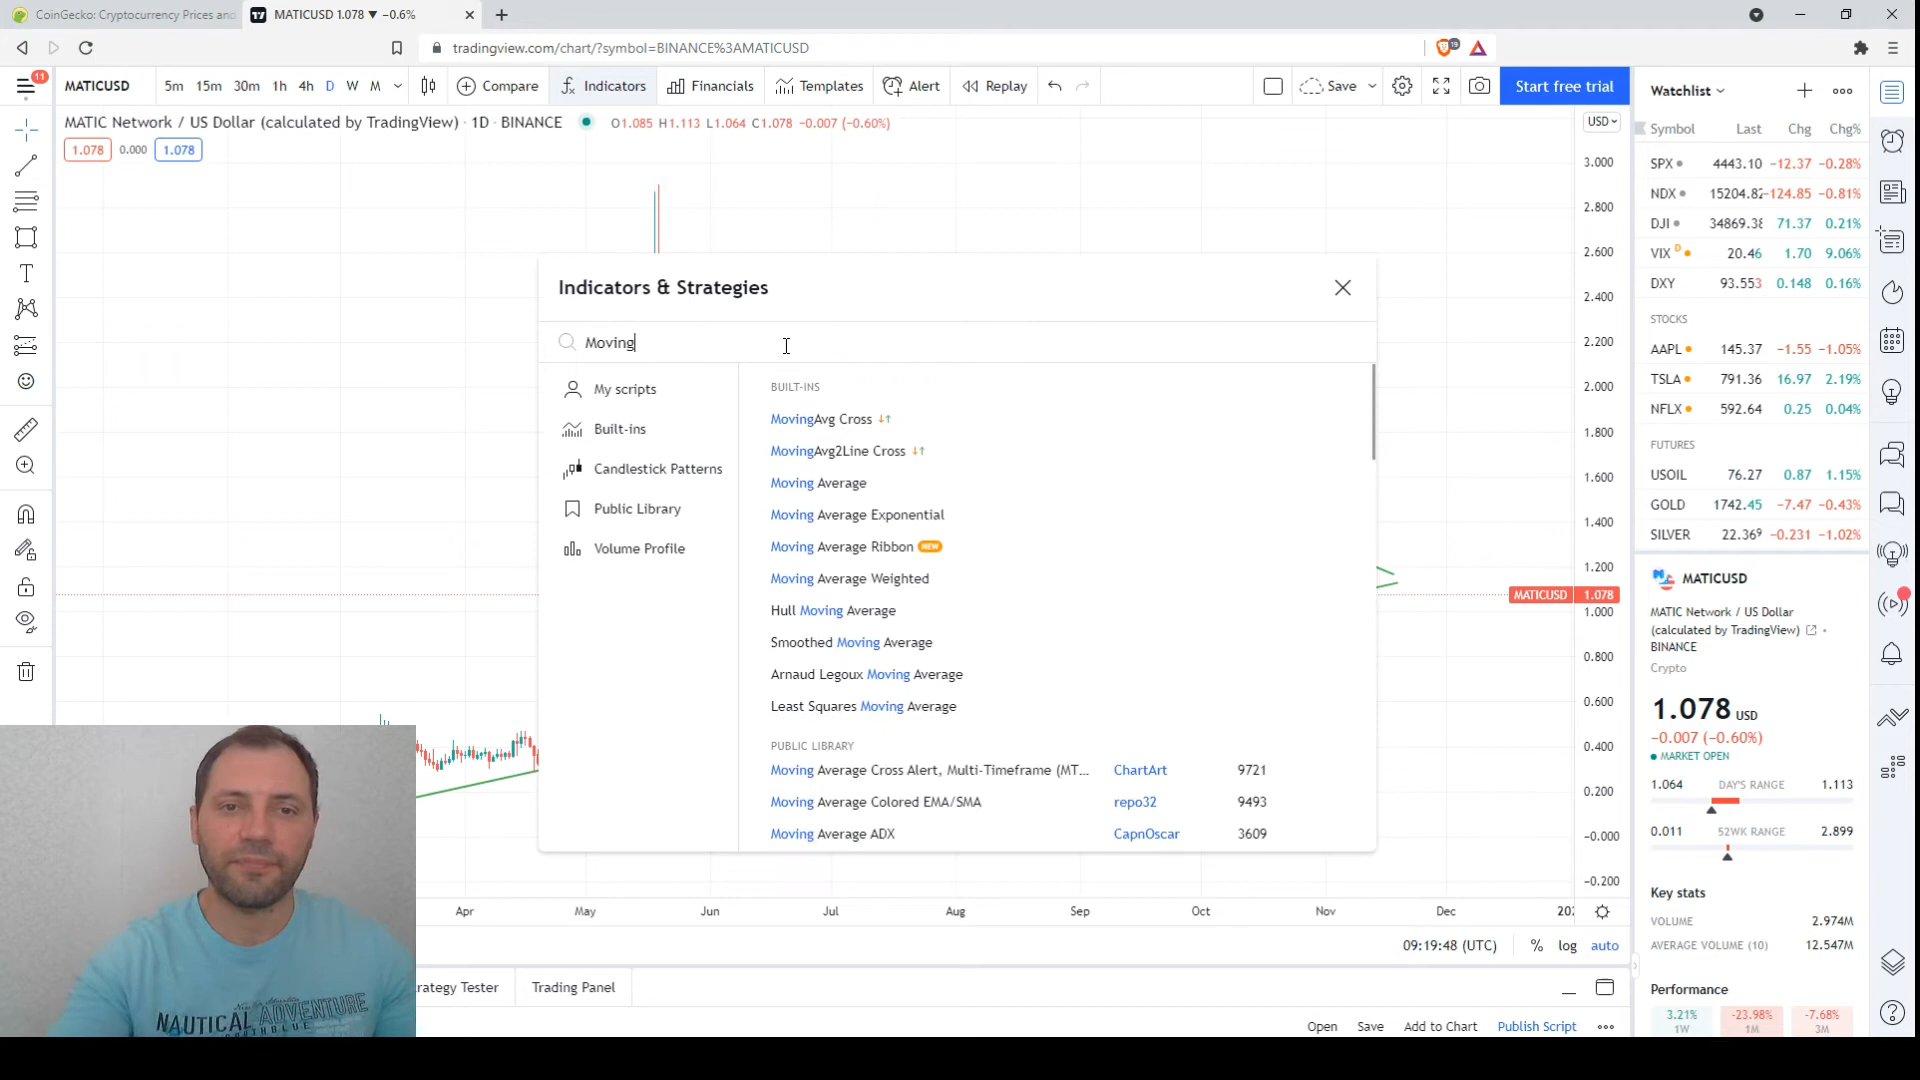 CoinGecko: Cryptocurrency Prices and
MATICUSD 1.078 ▼ −0.6%
tradingview.com/chart/?symbol=BINANCE%3AMATICUSD
19
11
MATICUSD 5m 15m 30m 1h 4h D W M Compare Indicators Financials Templates Alert Replay Save Start free trial
MATIC Network / US Dollar (calculated by TradingView) · 1D · BINANCE O1.085 H1.113 L1.064 C1.078 −0.007 (−0.60%)
1.078 0.000 1.078
USD
3.000
2.800
2.600
2.400
2.200
2.000
1.800
1.600
1.400
1.200
MATICUSD 1.078
1.000
0.800
0.600
0.400
0.200
−0.000
−0.200
Indicators & Strategies
Moving
My scripts
Built-ins
Candlestick Patterns
Public Library
Volume Profile
BUILT-INS
MovingAvg Cross
MovingAvg2Line Cross
Moving Average
Moving Average Exponential
Moving Average Ribbon NEW
Moving Average Weighted
Hull Moving Average
Smoothed Moving Average
Arnaud Legoux Moving Average
Least Squares Moving Average
PUBLIC LIBRARY
Moving Average Cross Alert, Multi-Timeframe (MT... ChartArt 9721
Moving Average Colored EMA/SMA repo32 9493
Moving Average ADX CapnOscar 3609
Apr May Jun Jul Aug Sep Oct Nov Dec 202
09:19:48 (UTC) % log auto
rategy Tester Trading Panel
Open Save Add to Chart Publish Script
Watchlist
Symbol Last Chg Chg%
SPX 4443.10 −12.37 −0.28%
NDX 15204.82 −124.85 −0.81%
DJI 34869.38 71.37 0.21%
VIX D 20.46 1.70 9.06%
DXY 93.553 0.148 0.16%
STOCKS
AAPL 145.37 −1.55 −1.05%
TSLA 791.36 16.97 2.19%
NFLX 592.64 0.25 0.04%
FUTURES
USOIL 76.27 0.87 1.15%
GOLD 1742.45 −7.47 −0.43%
SILVER 22.369 −0.231 −1.02%
MATICUSD
MATIC Network / US Dollar
(calculated by TradingView) ·
BINANCE
Crypto
1.078 USD
−0.007 (−0.60%)
MARKET OPEN
1.064 DAY'S RANGE 1.113
0.011 52WK RANGE 2.899
Key stats
VOLUME 2.974M
AVERAGE VOLUME (10) 12.547M
Performance
3.21% -23.98% -7.68%
1W 1M 3M
NAUTICAL ADVENTURE